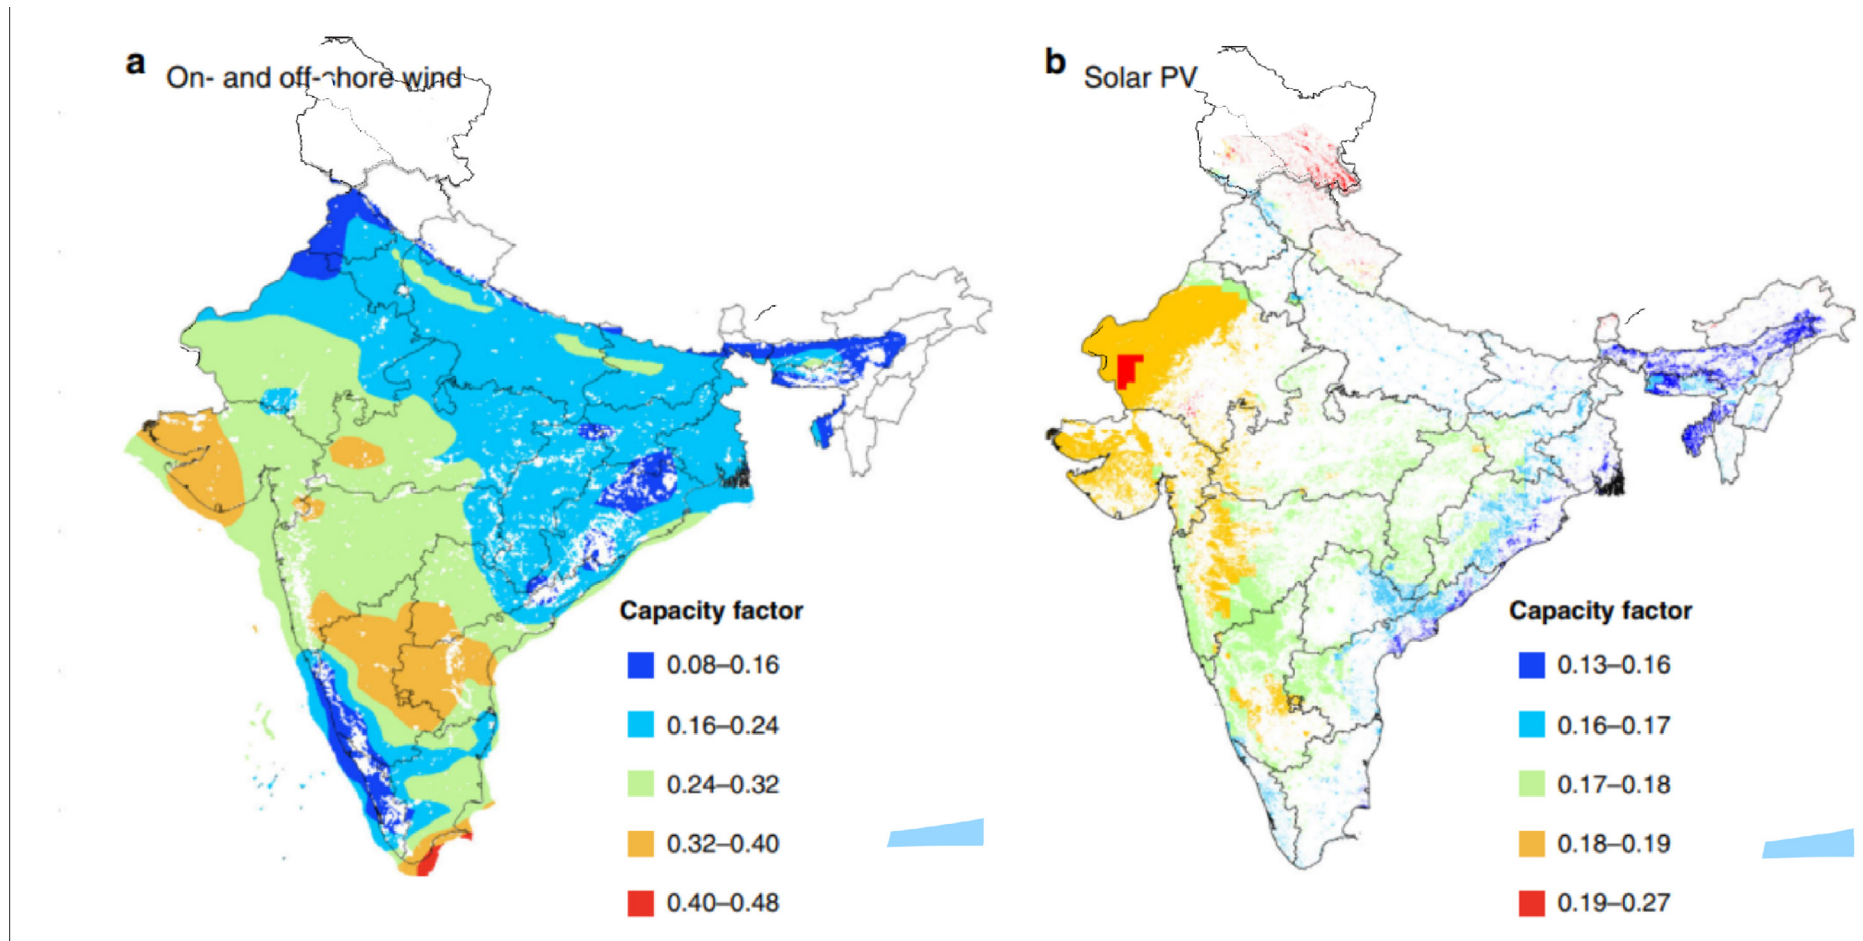 a On- and off-shore wind
b Solar PV
Capacity factor
0.08–0.16
0.16–0.24
0.24–0.32
0.32–0.40
0.40–0.48
Capacity factor
0.13–0.16
0.16–0.17
0.17–0.18
0.18–0.19
0.19–0.27